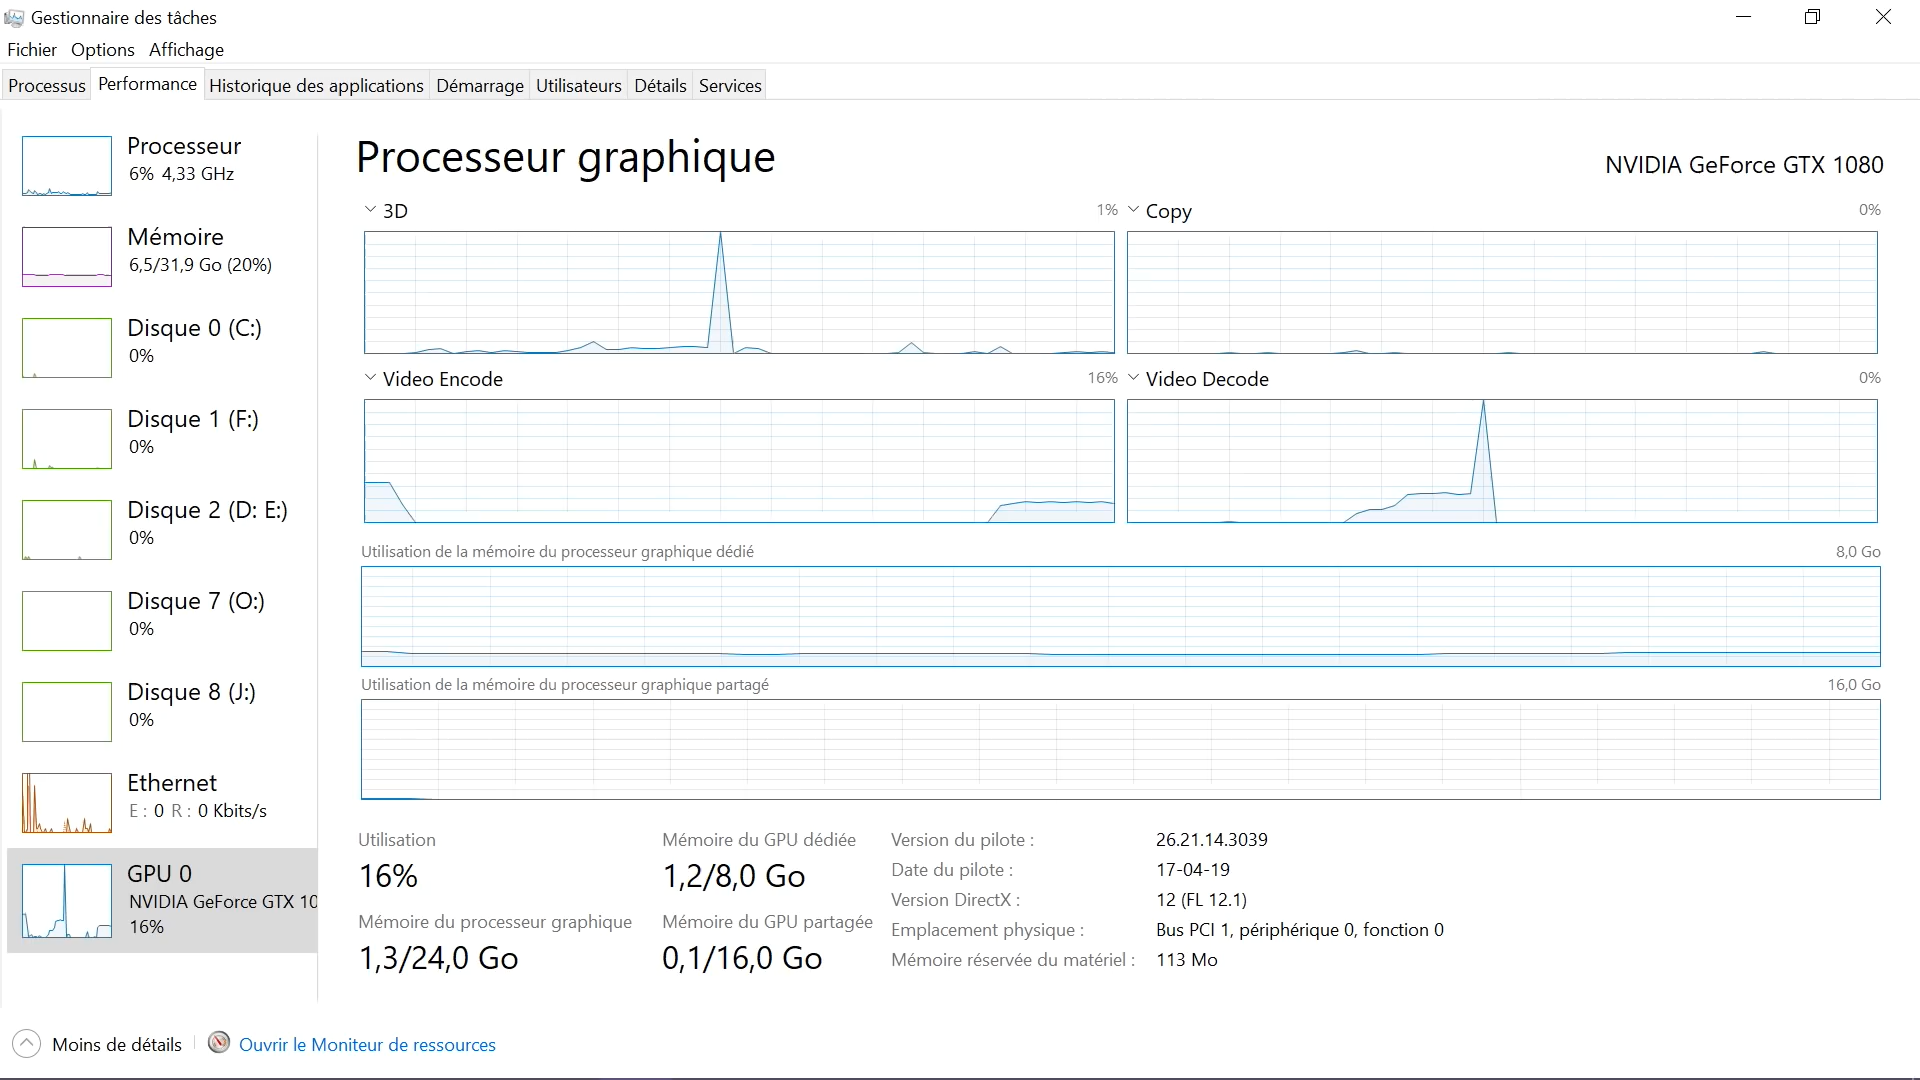 Gestionnaire des tâches
Fichier Options Affichage
Processus Performance Historique des applications Démarrage Utilisateurs Détails Services
Processeur
6% 4,33 GHz
Mémoire
6,5/31,9 Go (20%)
Disque 0 (C:)
0%
Disque 1 (F:)
0%
Disque 2 (D: E:)
0%
Disque 7 (O:)
0%
Disque 8 (J:)
0%
Ethernet
E : 0 R : 0 Kbits/s
GPU 0
NVIDIA GeForce GTX 10
16%
Processeur graphique
NVIDIA GeForce GTX 1080
3D 1%
Copy 0%
Video Encode 16%
Video Decode 0%
Utilisation de la mémoire du processeur graphique dédié 8,0 Go
Utilisation de la mémoire du processeur graphique partagé 16,0 Go
Utilisation
16%
Mémoire du processeur graphique
1,3/24,0 Go
Mémoire du GPU dédiée
1,2/8,0 Go
Mémoire du GPU partagée
0,1/16,0 Go
Version du pilote : 26.21.14.3039
Date du pilote : 17-04-19
Version DirectX : 12 (FL 12.1)
Emplacement physique : Bus PCI 1, périphérique 0, fonction 0
Mémoire réservée du matériel : 113 Mo
Moins de détails
Ouvrir le Moniteur de ressources